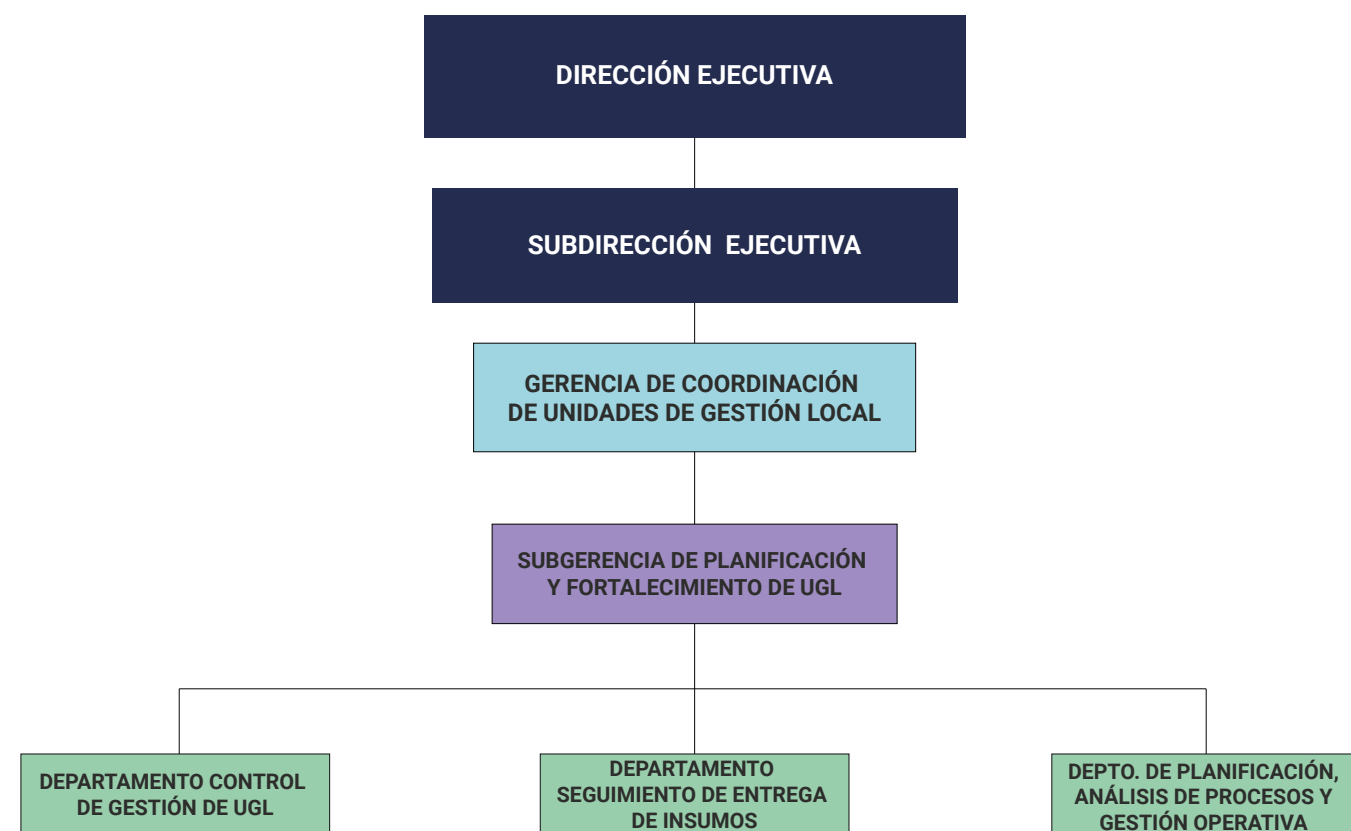 DIRECCIÓN EJECUTIVA
SUBDIRECCIÓN  EJECUTIVA
GERENCIA DE COORDINACIÓN
DE UNIDADES DE GESTIÓN LOCAL
SUBGERENCIA DE PLANIFICACIÓN
Y FORTALECIMIENTO DE UGL
DEPARTAMENTO CONTROL
DE GESTIÓN DE UGL
DEPARTAMENTO
SEGUIMIENTO DE ENTREGA
DE INSUMOS
DEPTO. DE PLANIFICACIÓN,
ANÁLISIS DE PROCESOS Y
GESTIÓN OPERATIVA